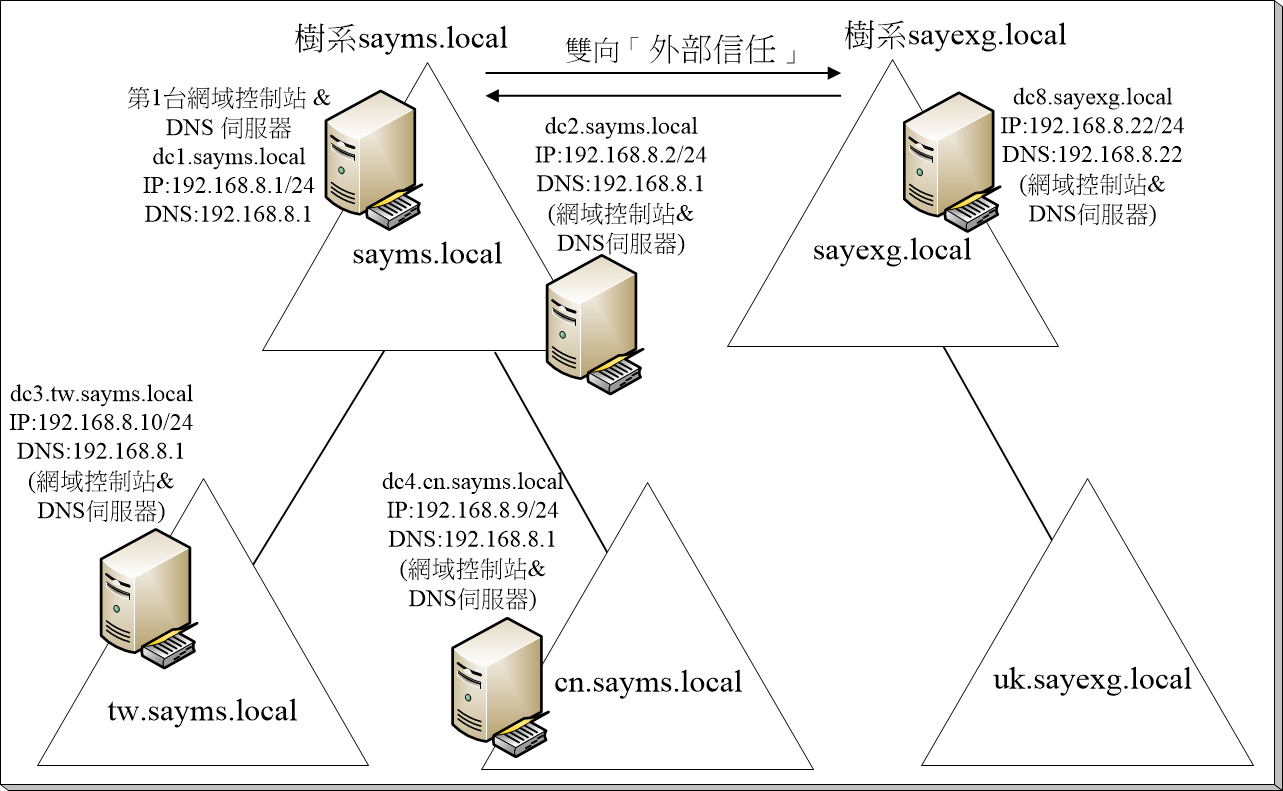 樹系sayms.local
雙向「外部信任」
樹系sayexg.local
第1台網域控制站 &
DNS 伺服器
dc1.sayms.local
IP:192.168.8.1/24
DNS:192.168.8.1
dc2.sayms.local
IP:192.168.8.2/24
DNS:192.168.8.1
(網域控制站&
DNS伺服器)
dc8.sayexg.local
IP:192.168.8.22/24
DNS:192.168.8.22
(網域控制站&
DNS伺服器)
sayms.local
sayexg.local
dc3.tw.sayms.local
IP:192.168.8.10/24
DNS:192.168.8.1
(網域控制站&
DNS伺服器)
dc4.cn.sayms.local
IP:192.168.8.9/24
DNS:192.168.8.1
(網域控制站&
DNS伺服器)
tw.sayms.local
cn.sayms.local
uk.sayexg.local